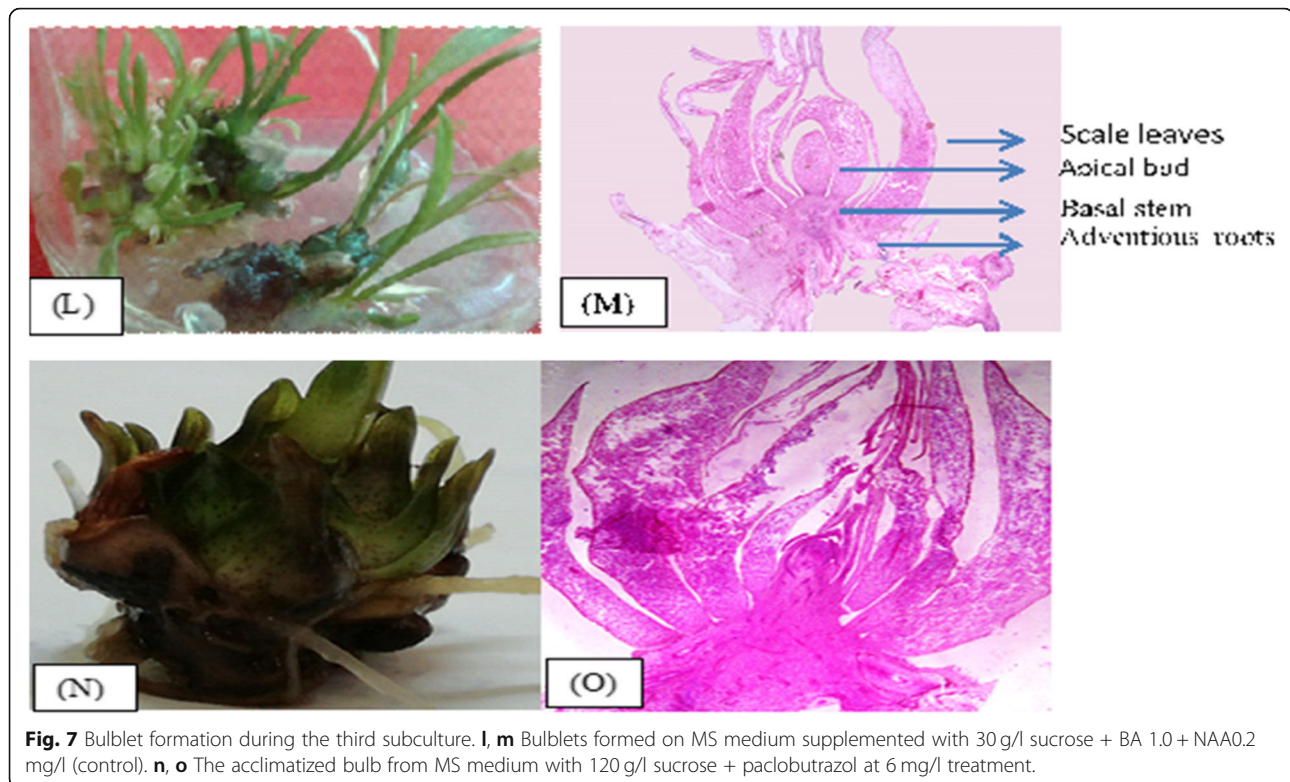 (L)
(M)
Scale leaves
Apical bud
Basal stem
Adventious roots
(N)
(O)
Fig. 7 Bulblet formation during the third subculture. l, m Bulblets formed on MS medium supplemented with 30 g/l sucrose + BA 1.0 + NAA0.2
mg/l (control). n, o The acclimatized bulb from MS medium with 120 g/l sucrose + paclobutrazol at 6 mg/l treatment.